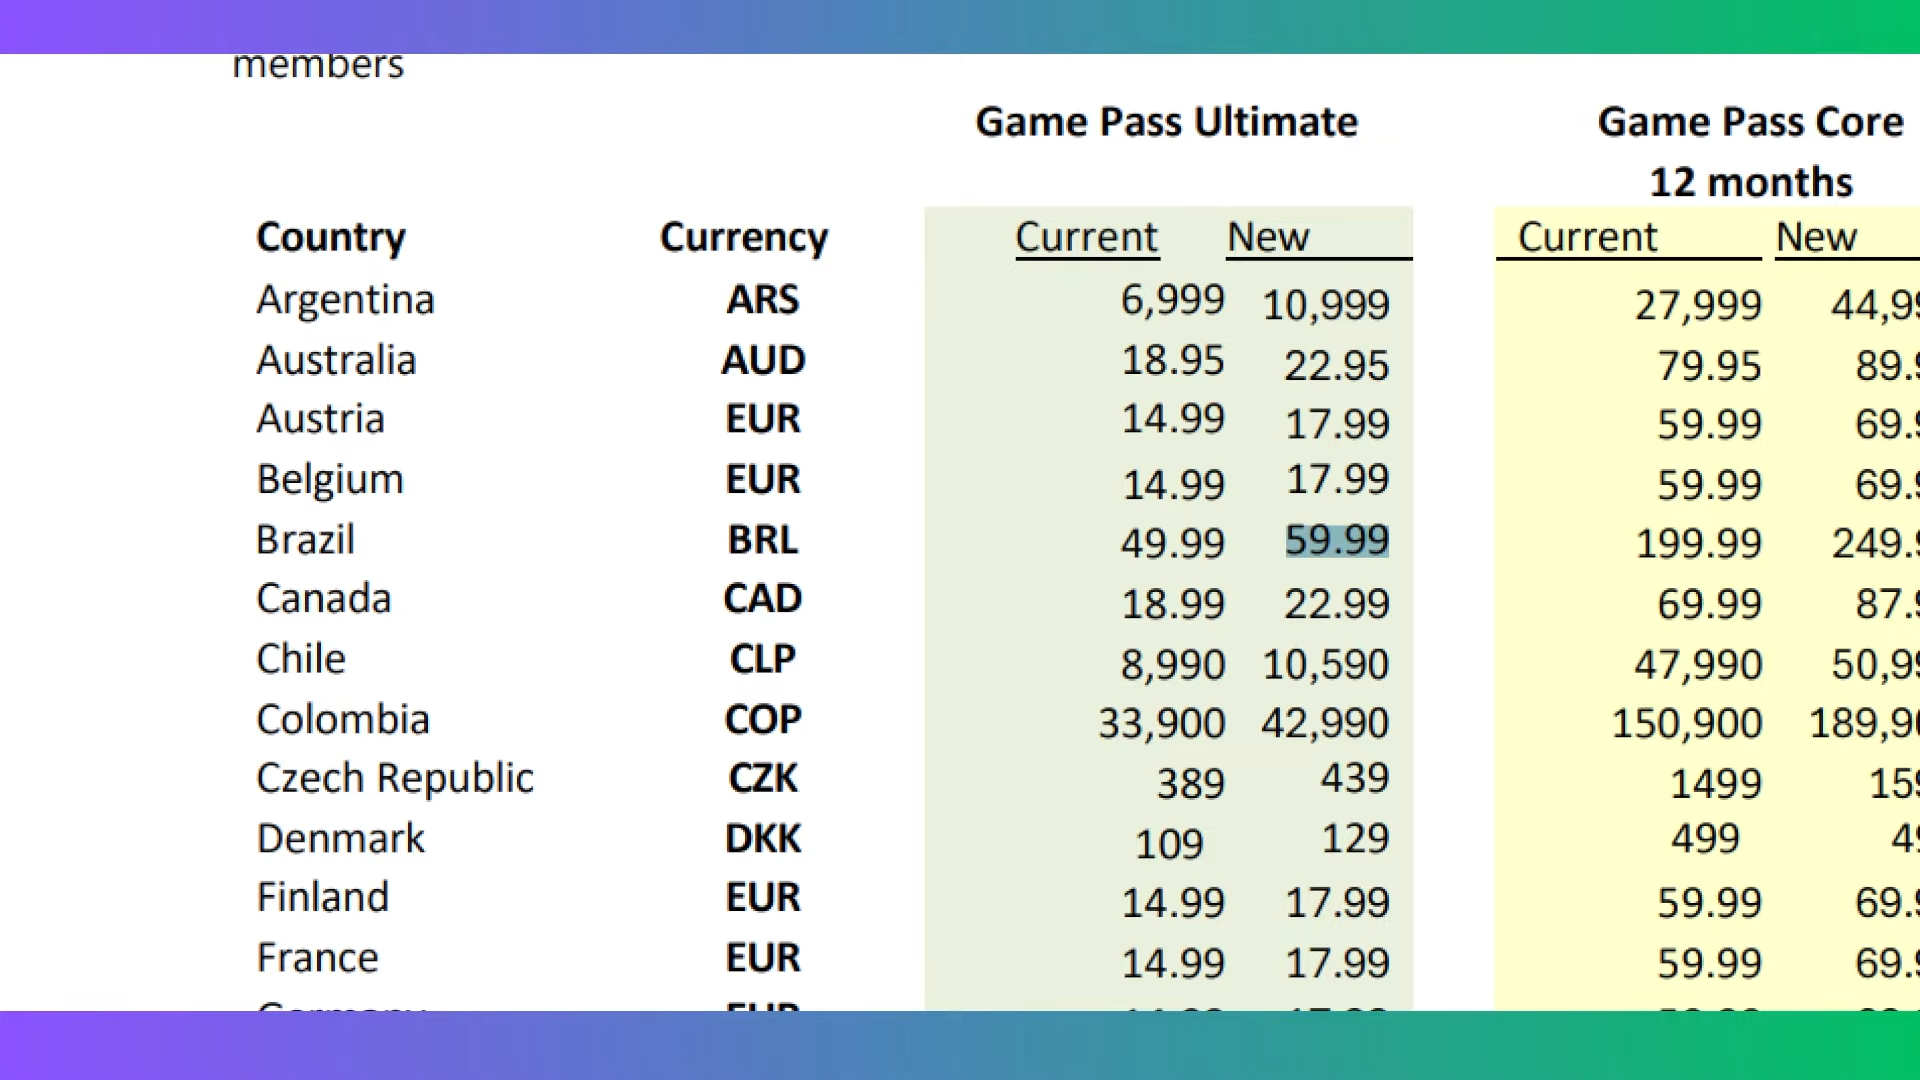 members
Game Pass Ultimate Game Pass Core
12 months
Country Currency Current New Current New
Argentina ARS 6,999 10,999 27,999
Australia AUD 18.95 22.95 79.95
Austria EUR 14.99 17.99 59.99
Belgium EUR 14.99 17.99 59.99
Brazil BRL 49.99 59.99 199.99
Canada CAD 18.99 22.99 69.99
Chile CLP 8,990 10,590 47,990
Colombia COP 33,900 42,990 150,900
Czech Republic CZK 389 439 1499
Denmark DKK 109 129 499
Finland EUR 14.99 17.99 59.99
France EUR 14.99 17.99 59.99